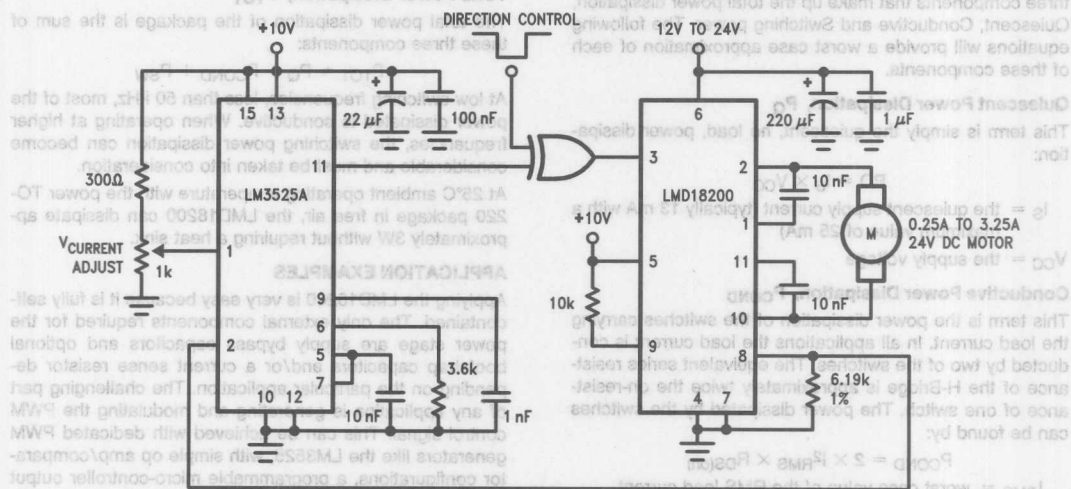 DIRECTION CONTROL
+10V
12V TO 24V
15 13
22 µF
100 nF
6
220 µF
1 µF
11
3
2
10 nF
300Ω
LM3525A
LMD18200
+10V
1
M
0.25A TO 3.25A
24V DC MOTOR
VCURRENT
ADJUST
1k
1
5
11
10k
10 nF
9
10
6
2
5
3.6k
9
8
7
6.19k
1%
10 12
10 nF
1 nF
4 7